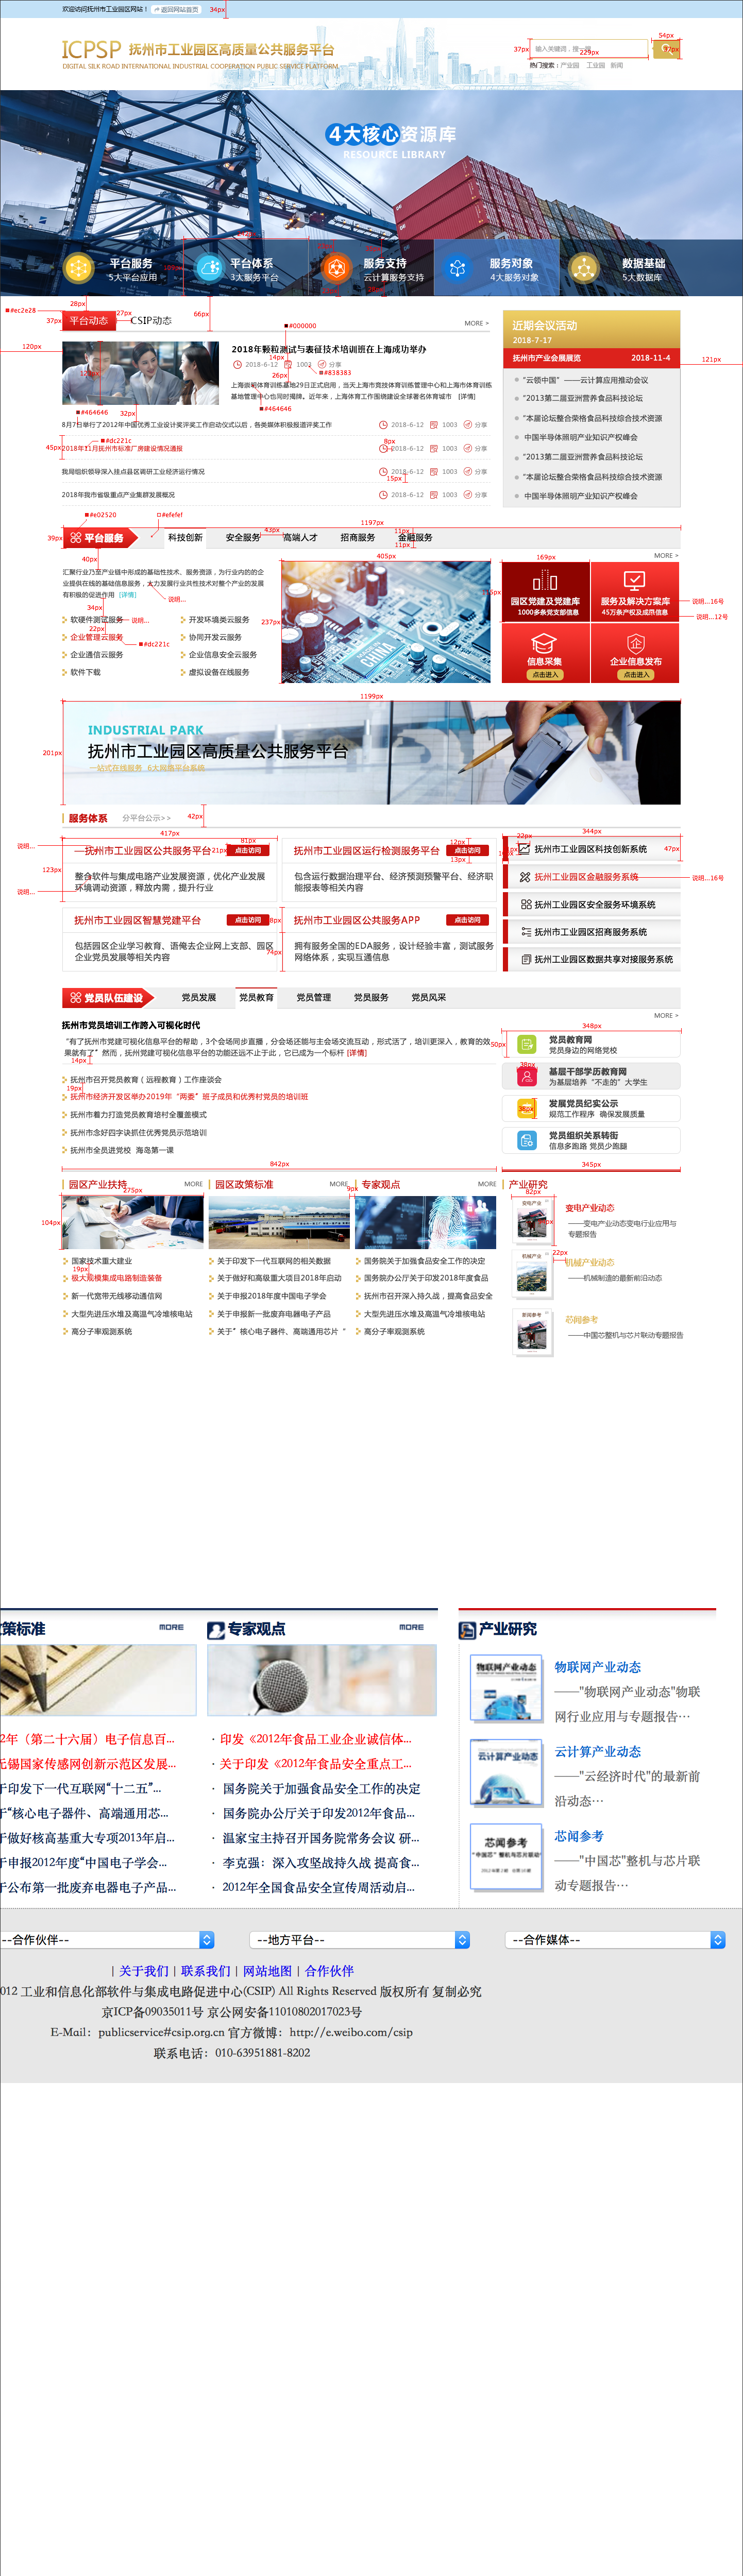 欢迎访问抚州市工业园区网站！ 返回网站首页 34px
ICPSP 抚州市工业园区高质量公共服务平台
DIGITAL SILK ROAD INTERNATIONAL INDUSTRIAL COOPERATION PUBLIC SERVICE PLATFORM
54px
37px 输入关键词，搜一搜 229px
热门搜索：产业园 工业园 新闻
4大核心资源库
RESOURCE LIBRARY
平台服务 平台体系 服务支持 服务对象 数据基础
5大平台应用 3大服务平台 云计算服务支持 4大服务对象 5大数据库
28px
#ec2e28 27px 66px
37px 平台动态 CSIP动态 MORE >
#000000
120px
2018年颗粒测试与表征技术培训班在上海成功举办
14px
2018-6-12 1003 分享
26px #838383
上海崇明体育训练基地29日正式启用，当天上海市竞技体育训练管理中心和上海市体育训练
基地管理中心也同时揭牌。近年来，上海体育工作围绕建设全球著名体育城市 [详情]
#464646 32px #464646
8月7日举行了2012年中国优秀工业设计奖评奖工作启动仪式以后，各类媒体积极报道评奖工作 2018-6-12 1003 分享
#dc221c 8px
45px 2018年11月抚州市标准厂房建设情况通报 2018-6-12 1003 分享
我局组织领导深入挂点县区调研工业经济运行情况 2018-6-12 1003 分享
15px
2018年我市省级重点产业集群发展概况 2018-6-12 1003 分享
近期会议活动
2018-7-17
121px
抚州市产业会展展览 2018-11-4
“云领中国” ——云计算应用推动会议
“2013第二届亚洲营养食品科技论坛
“本届论坛整合荣格食品科技综合技术资源
中国半导体照明产业知识产权峰会
“2013第二届亚洲营养食品科技论坛
“本届论坛整合荣格食品科技综合技术资源
中国半导体照明产业知识产权峰会
#e02520 #efefef 1197px
39px 平台服务 科技创新 安全服务 43px 高端人才 招商服务 11px 金融服务
11px
40px 405px 169px MORE >
汇聚行业乃至产业链中形成的基础性技术、服务资源，为行业内的的企
业提供在线的基础信息服务，大力发展行业共性技术对整个产业的发展
有积极的促进作用 [详情]
说明...
34px
软硬件测试服务 说明... 开发环境类云服务 237px
22px
企业管理云服务 #dc221c 协同开发云服务
企业通信云服务 企业信息安全云服务
软件下载 虚拟设备在线服务
园区党建及党建库 服务及解决方案库 说明...16号
1000多条党支部信息 45万条产权及成果信息 说明...12号
信息采集 企业信息发布
点击进入 点击进入
1199px
INDUSTRIAL PARK
201px 抚州市工业园区高质量公共服务平台
一站式在线服务 6大网络平台系统
服务体系 分平台公示>> 42px
417px 344px
81px 12px 22px
说明... 抚州市工业园区公共服务平台 21px 点击访问 抚州市工业园区运行检测服务平台 点击访问
13px
123px 整合软件与集成电路产业发展资源，优化产业发展
环境调动资源，释放内需，提升行业
说明...
包含运行数据治理平台、经济预测预警平台、经济职
能报表等相关内容
抚州市工业园区智慧党建平台 点击访问 抚州市工业园区公共服务APP 点击访问
包括园区企业学习教育、语俺去企业网上支部、园区
企业党员发展等相关内容
74px
拥有服务全国的EDA服务，设计经验丰富，测试服务
网络体系，实现互通信息
抚州市工业园区科技创新系统 47px
抚州工业园区金融服务系统 说明...16号
抚州工业园区安全服务环境系统
抚州市工业园区招商服务系统
抚州工业园区数据共享对接服务系统
党员队伍建设 党员发展 党员教育 党员管理 党员服务 党员风采
MORE >
抚州市党员培训工作跨入可视化时代
“有了抚州市党建可视化信息平台的帮助，3个会场同步直播，分会场还能与主会场交流互动，形式活了，培训更深入，教育的效
果就有了” 然而，抚州党建可视化信息平台的功能还远不止于此，它已成为一个标杆 [详情]
14px
抚州市召开党员教育（远程教育）工作座谈会
19px
抚州市经济开发区举办2019年“两委”班子成员和优秀村党员的培训班
抚州市着力打造党员教育培村全覆盖模式
抚州市念好四字诀抓住优秀党员示范培训
抚州市全员进党校 海岛第一课
348px
50px 党员教育网
党员身边的网络党校
38px
基层干部学历教育网
为基层培养“不走的”大学生
发展党员纪实公示
规范工作程序 确保发展质量
党员组织关系转衔
信息多跑路 党员少跑腿
842px 345px
园区产业扶持 MORE 园区政策标准 MORE 专家观点 MORE 产业研究
275px 9px 82px
104px
国家技术重大建业
19px
极大规模集成电路制造装备
新一代宽带无线移动通信网
大型先进压水堆及高温气冷堆核电站
高分子率观测系统
关于印发下一代互联网的相关数据
关于做好和高级重大项目2018年启动
关于申报2018年度中国电子学会
关于申报新一批废弃电器电子产品
关于”核心电子器件、高端通用芯片“
国务院关于加强食品安全工作的决定
国务院办公厅关于印发2018年度食品
抚州市召开深入持久战，提高食品安全
大型先进压水堆及高温气冷堆核电站
高分子率观测系统
变电产业
变电产业动态
——变电产业动态变电行业应用与
专题报告
22px
机械产业
机械产业动态
——机械制造的最新前沿动态
新闻参考
芯闻参考
——中国芯整机与芯片联动专题报告
策标准 MORE 专家观点 MORE 产业研究
2年（第二十六届）电子信息百...
无锡国家传感网创新示范区发展...
于印发下一代互联网“十二五”...
于“核心电子器件、高端通用芯...
于做好核高基重大专项2013年启...
于申报2012年度“中国电子学会...
于公布第一批废弃电器电子产品...
· 印发《2012年食品工业企业诚信体...
· 关于印发《2012年食品安全重点工...
· 国务院关于加强食品安全工作的决定
· 国务院办公厅关于印发2012年食品...
· 温家宝主持召开国务院常务会议 研...
· 李克强：深入攻坚战持久战 提高食...
· 2012年全国食品安全宣传周活动启...
物联网产业动态
物联网产业动态
——"物联网产业动态"物联
网行业应用与专题报告…
云计算产业动态
云计算产业动态
——"云经济时代"的最新前
沿动态…
芯闻参考
"中国芯"整机与芯片联动
芯闻参考
——"中国芯"整机与芯片联
动专题报告…
--合作伙伴-- --地方平台-- --合作媒体--
| 关于我们 | 联系我们 | 网站地图 | 合作伙伴
012 工业和信息化部软件与集成电路促进中心(CSIP) All Rights Reserved 版权所有 复制必究
京ICP备09035011号 京公网安备11010802017023号
E-Mail：publicservice#csip.org.cn 官方微博：http://e.weibo.com/csip
联系电话：010-63951881-8202